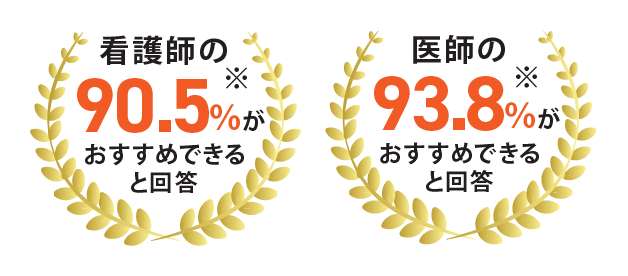 看護師の
90.5%※が
おすすめできる
と回答
医師の
93.8%※が
おすすめできる
と回答